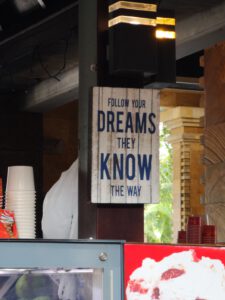 FOLLOW YOUR
DREAMS
THEY
KNOW
THE WAY